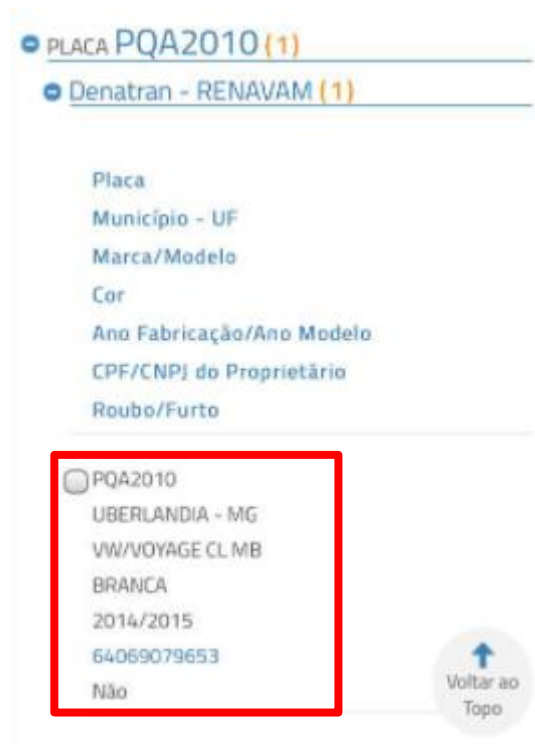 PLACA PQA2010 (1)
Denatran - RENAVAM (1)
Placa
Município - UF
Marca/Modelo
Cor
Ano Fabricação/Ano Modelo
CPF/CNPJ do Proprietário
Roubo/Furto
PQA2010
UBERLANDIA - MG
VW/VOYAGE CL MB
BRANCA
2014/2015
64069079653
Não
Voltar ao
Topo